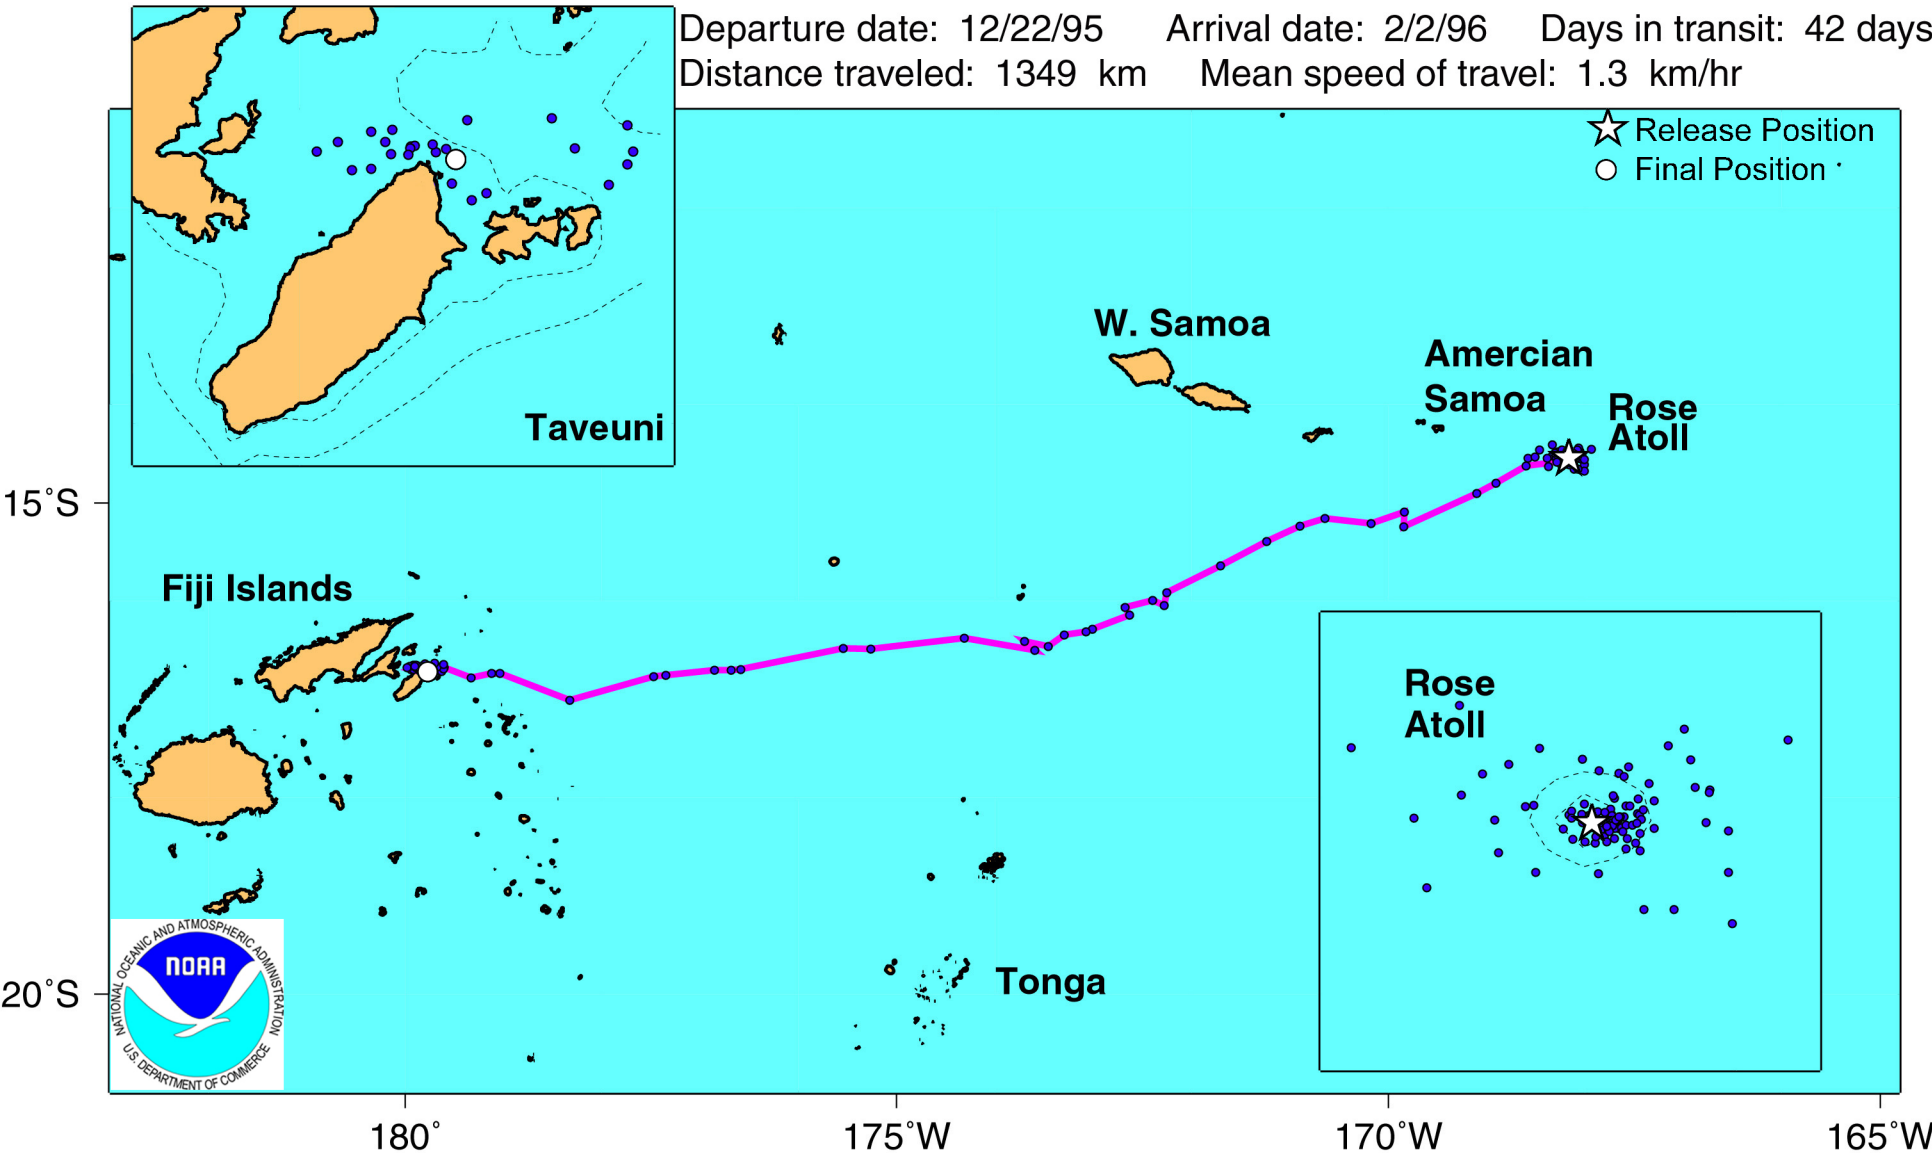 Departure date: 12/22/95 Arrival date: 2/2/96 Days in transit: 42 days
Distance traveled: 1349 km Mean speed of travel: 1.3 km/hr
Release Position
Final Position
Taveuni
W. Samoa
Amercian
Samoa
Rose
Atoll
15°S
Fiji Islands
Rose
Atoll
Tonga
20°S
NATIONAL OCEANIC AND ATMOSPHERIC ADMINISTRATION
NOAA
U.S. DEPARTMENT OF COMMERCE
180°
175°W
170°W
165°W